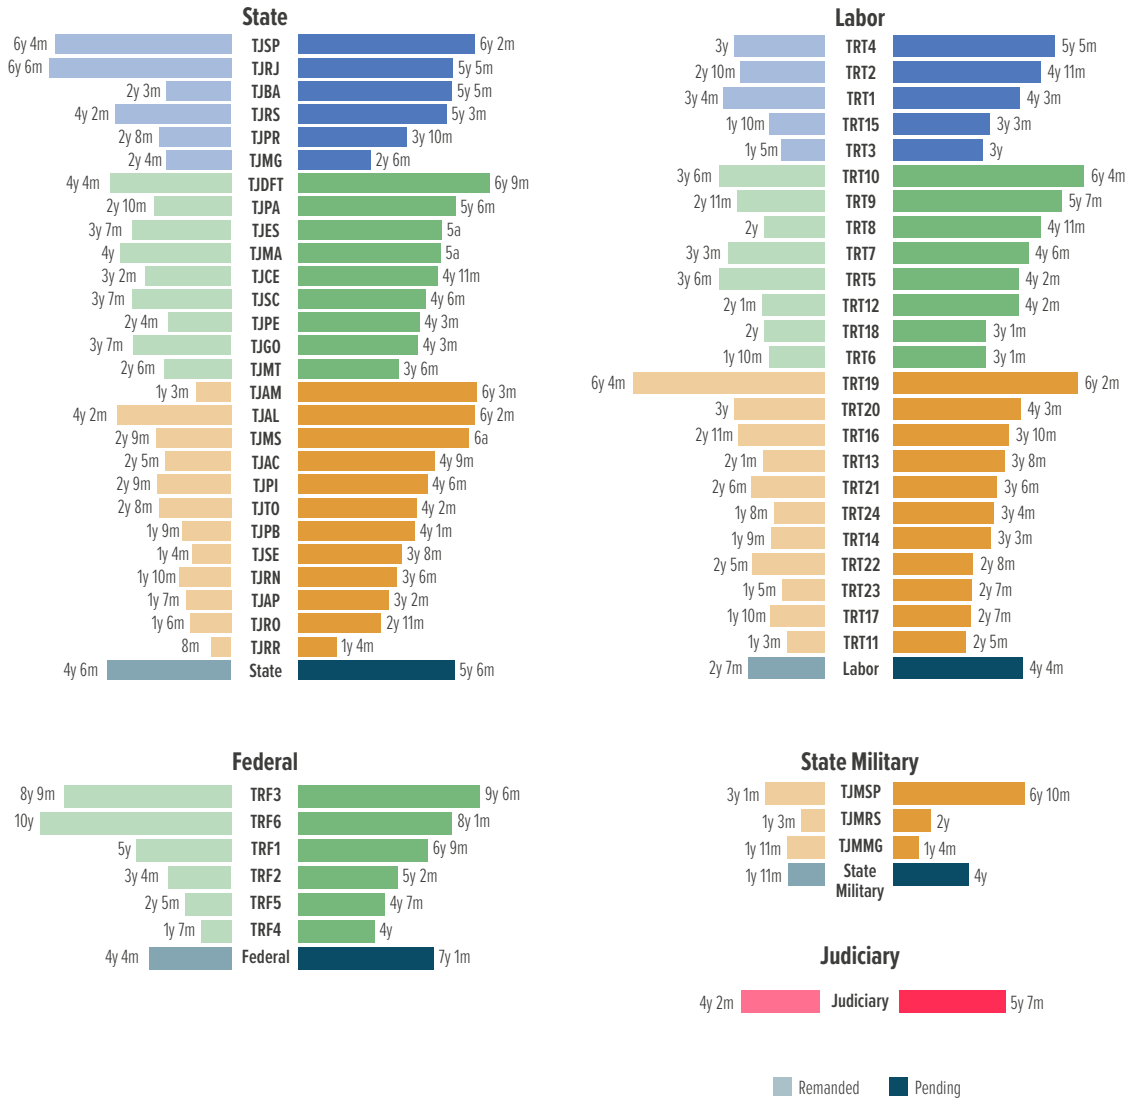 State
6y 4m TJSP 6y 2m
6y 6m TJRJ 5y 5m
2y 3m TJBA 5y 5m
4y 2m TJRS 5y 3m
2y 8m TJPR 3y 10m
2y 4m TJMG 2y 6m
4y 4m TJDFT 6y 9m
2y 10m TJPA 5y 6m
3y 7m TJES 5a
4y TJMA 5a
3y 2m TJCE 4y 11m
3y 7m TJSC 4y 6m
2y 4m TJPE 4y 3m
3y 7m TJGO 4y 3m
2y 6m TJMT 3y 6m
1y 3m TJAM 6y 3m
4y 2m TJAL 6y 2m
2y 9m TJMS 6a
2y 5m TJAC 4y 9m
2y 9m TJPI 4y 6m
2y 8m TJTO 4y 2m
1y 9m TJPB 4y 1m
1y 4m TJSE 3y 8m
1y 10m TJRN 3y 6m
1y 7m TJAP 3y 2m
1y 6m TJRO 2y 11m
8m TJRR 1y 4m
4y 6m State 5y 6m
Labor
3y TRT4 5y 5m
2y 10m TRT2 4y 11m
3y 4m TRT1 4y 3m
1y 10m TRT15 3y 3m
1y 5m TRT3 3y
3y 6m TRT10 6y 4m
2y 11m TRT9 5y 7m
2y TRT8 4y 11m
3y 3m TRT7 4y 6m
3y 6m TRT5 4y 2m
2y 1m TRT12 4y 2m
2y TRT18 3y 1m
1y 10m TRT6 3y 1m
6y 4m TRT19 6y 2m
3y TRT20 4y 3m
2y 11m TRT16 3y 10m
2y 1m TRT13 3y 8m
2y 6m TRT21 3y 6m
1y 8m TRT24 3y 4m
1y 9m TRT14 3y 3m
2y 5m TRT22 2y 8m
1y 5m TRT23 2y 7m
1y 10m TRT17 2y 7m
1y 3m TRT11 2y 5m
2y 7m Labor 4y 4m
Federal
8y 9m TRF3 9y 6m
10y TRF6 8y 1m
5y TRF1 6y 9m
3y 4m TRF2 5y 2m
2y 5m TRF5 4y 7m
1y 7m TRF4 4y
4y 4m Federal 7y 1m
State Military
3y 1m TJMSP 6y 10m
1y 3m TJMRS 2y
1y 11m TJMMG 1y 4m
1y 11m State 4y
Military
Judiciary
4y 2m Judiciary 5y 7m
Remanded Pending